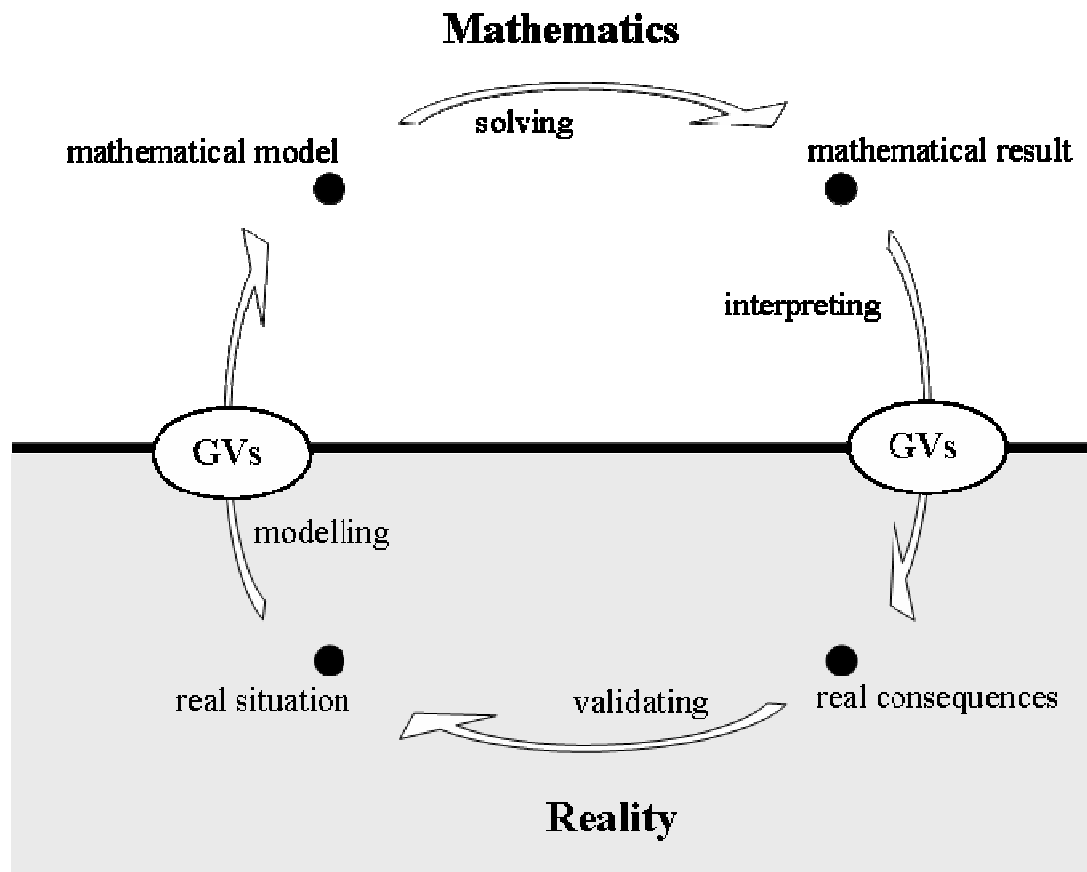 Mathematics
solving
mathematical model
mathematical result
interpreting
GVs
GVs
modelling
real situation
validating
real consequences
Reality